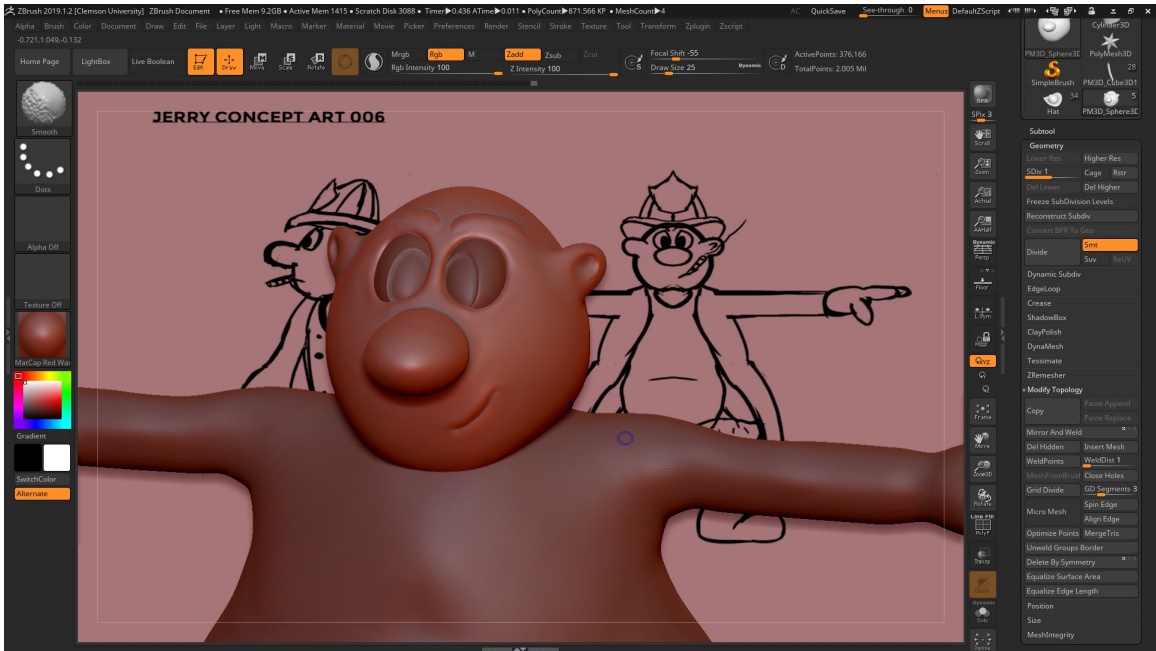 ZBrush 2019.1.2 [Clemson University] ZBrush Document • Free Mem 9.2GB • Active Mem 1415 • Scratch Disk 3088 • Timer▶0.436 ATime▶0.011 • PolyCount▶871.566 KP • MeshCount▶4 AC QuickSave See-through 0 Menus DefaultZScript
Alpha Brush Color Document Draw Edit File Layer Light Macro Marker Material Movie Picker Preferences Render Stencil Stroke Texture Tool Transform Zplugin Zscript
-0.721,1.049,-0.132
Home Page LightBox Live Boolean Edit Draw Move Scale Rotate
Mrgb Rgb M
Rgb Intensity 100
Zadd Zsub Zcut
Z Intensity 100
Focal Shift -55
Draw Size 25 Dynamic
S
D
ActivePoints: 376,166
TotalPoints: 2.005 Mil
Smooth
Dots
Alpha Off
Texture Off
MatCap Red Wax
Gradient
SwitchColor
Alternate
JERRY CONCEPT ART 006
BPR
SPix 3
Scroll
Zoom
Actual
AAHalf
Dynamic
Persp
Floor
L.Sym
XYZ
Frame
Move
Zoom3D
Rotate
Line Fill
PolyF
Transp
Dynamic
Solo
Xpose
Cylinder3D
PM3D_Sphere3D PolyMesh3D
28
SimpleBrush PM3D_Cube3D1
34 5
Hat PM3D_Sphere3D
Subtool
Geometry
Lower Res Higher Res
SDiv 1 Cage Rstr
Del Lower Del Higher
Freeze SubDivision Levels
Reconstruct Subdiv
Convert BPR To Geo
Divide Smt
Suv ReUV
Dynamic Subdiv
EdgeLoop
Crease
ShadowBox
ClayPolish
DynaMesh
Tessimate
ZRemesher
Modify Topology
Copy Paste Append
Paste Replace
Mirror And Weld
Del Hidden Insert Mesh
WeldPoints WeldDist 1
MeshFromBrush Close Holes
Grid Divide GD Segments 3
Micro Mesh Spin Edge
Align Edge
Optimize Points MergeTris
Unweld Groups Border
Delete By Symmetry
Equalize Surface Area
Equalize Edge Length
Position
Size
MeshIntegrity